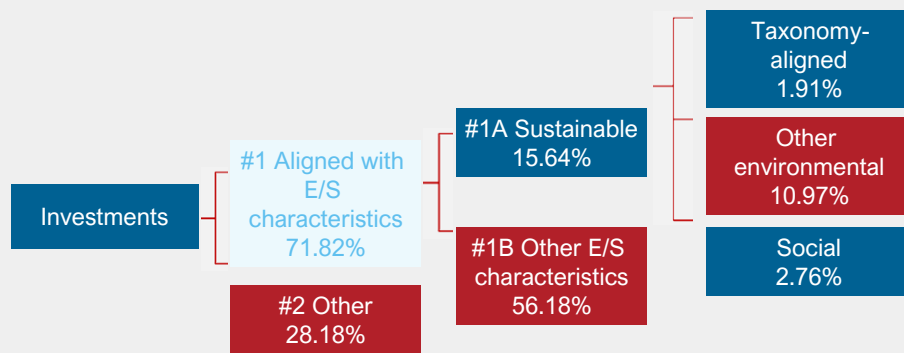 Investments
#1 Aligned with
E/S
characteristics
71.82%
#2 Other
28.18%
#1A Sustainable
15.64%
#1B Other E/S
characteristics
56.18%
Taxonomy-
aligned
1.91%
Other
environmental
10.97%
Social
2.76%